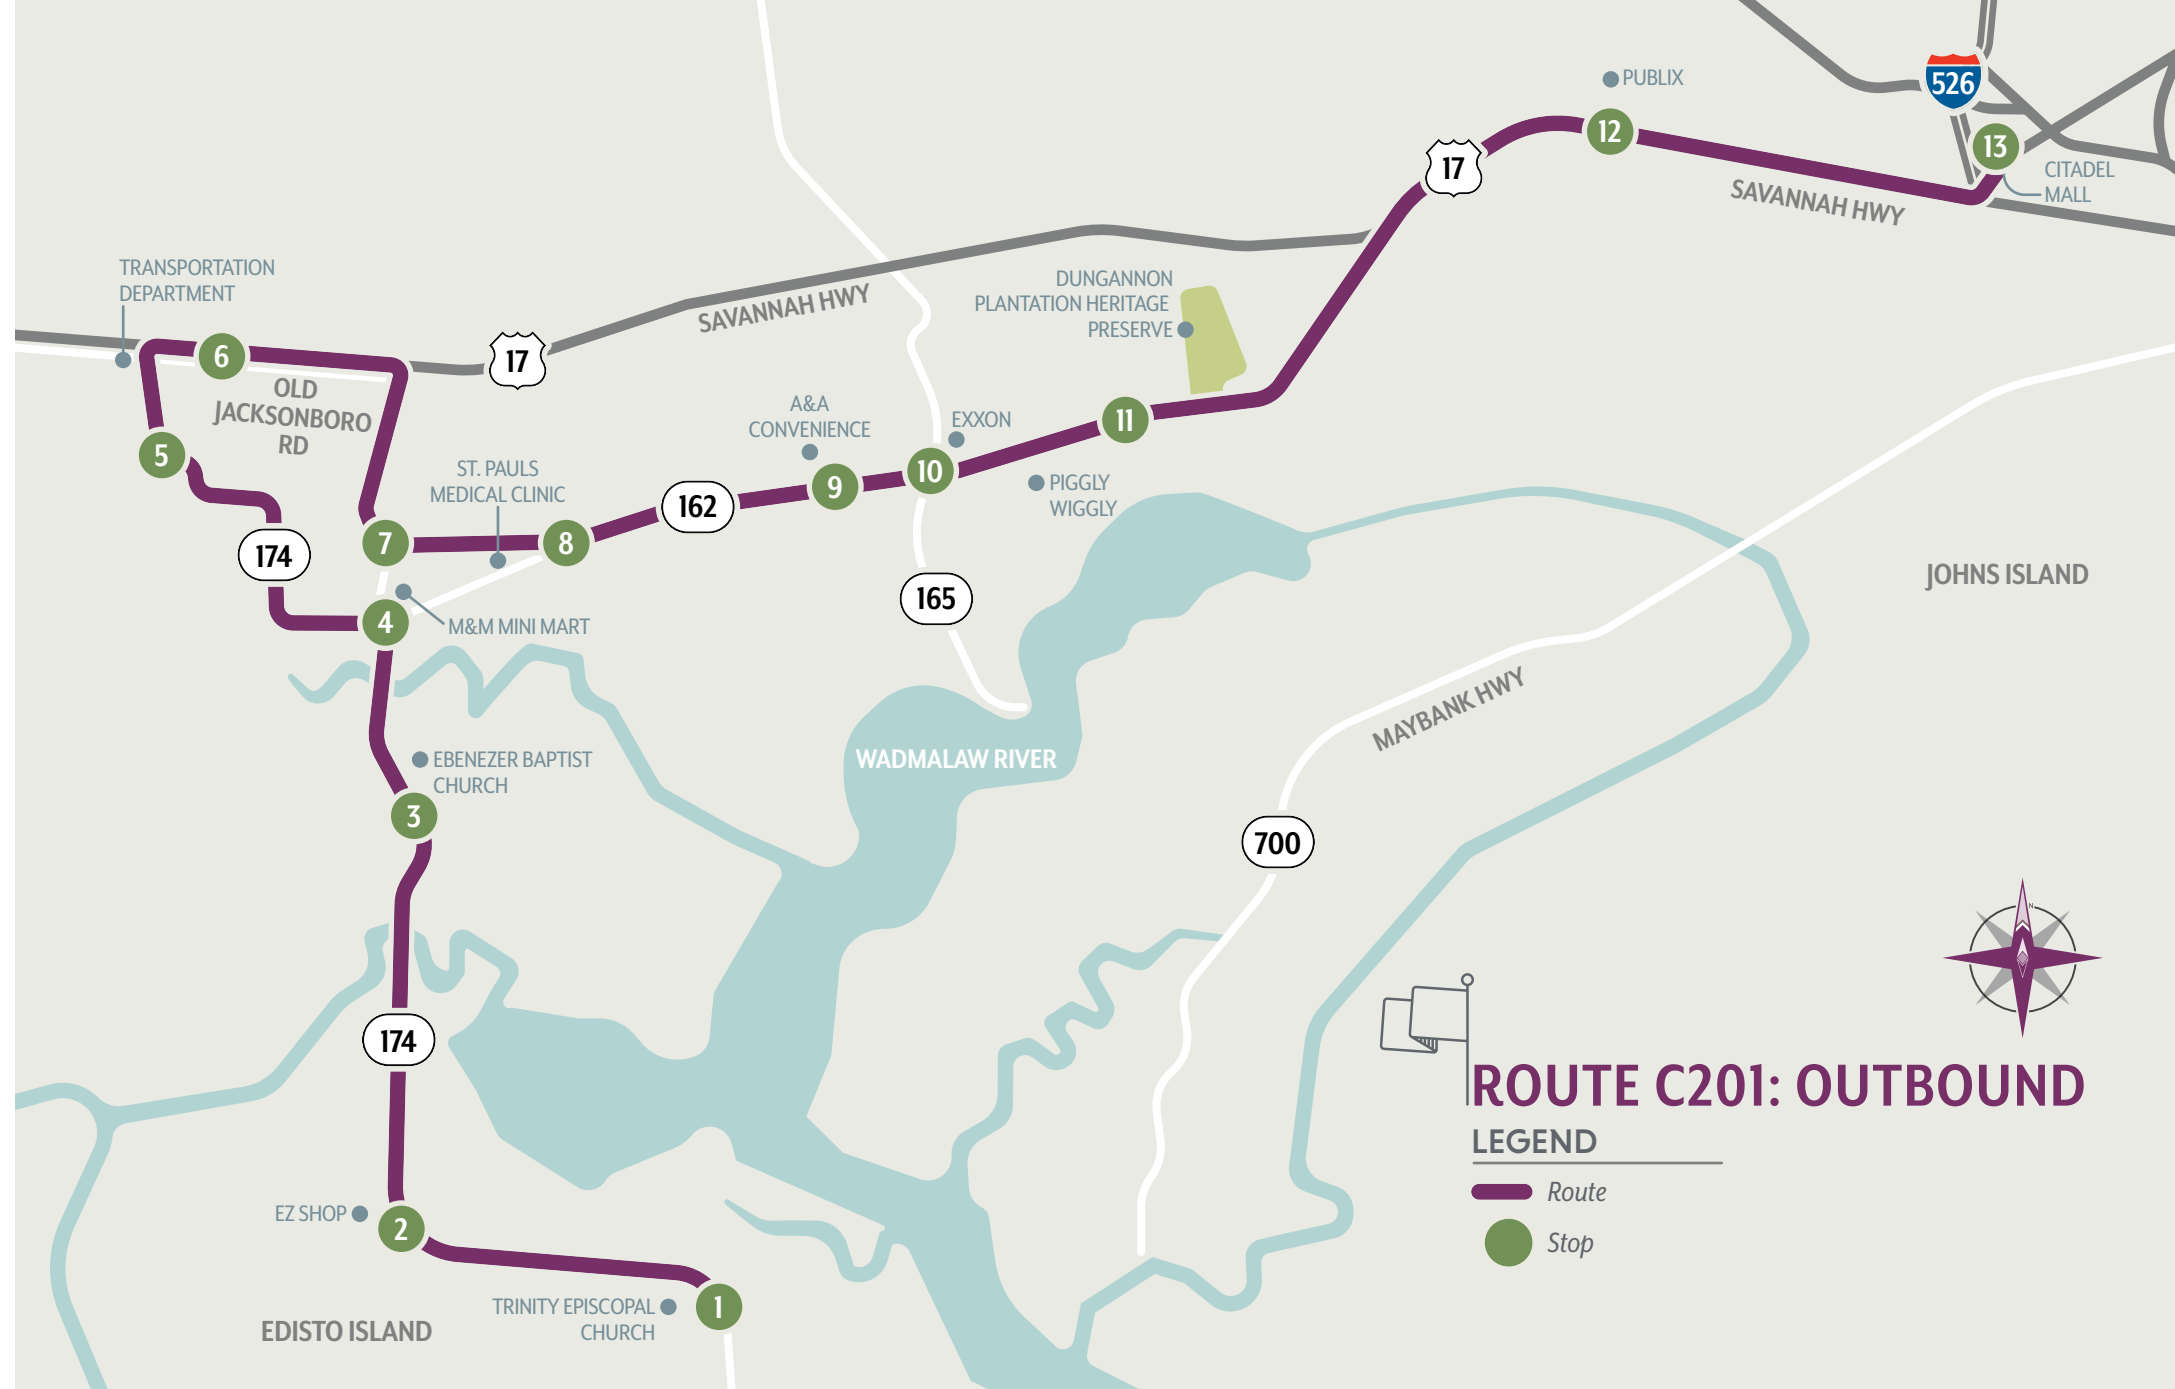 PUBLIX
526
12
13
17
CITADEL
MALL
SAVANNAH HWY
TRANSPORTATION
DEPARTMENT
DUNGANNON
PLANTATION HERITAGE
PRESERVE
SAVANNAH HWY
6
17
OLD
JACKSONBORO
RD
A&A
CONVENIENCE
EXXON
11
5
ST. PAULS
MEDICAL CLINIC
10
9
PIGGLY
WIGGLY
162
7
8
174
JOHNS ISLAND
165
4
M&M MINI MART
MAYBANK HWY
EBENEZER BAPTIST
CHURCH
WADMALAW RIVER
3
700
N
174
ROUTE C201: OUTBOUND
LEGEND
Route
Stop
EZ SHOP
2
TRINITY EPISCOPAL
CHURCH
1
EDISTO ISLAND